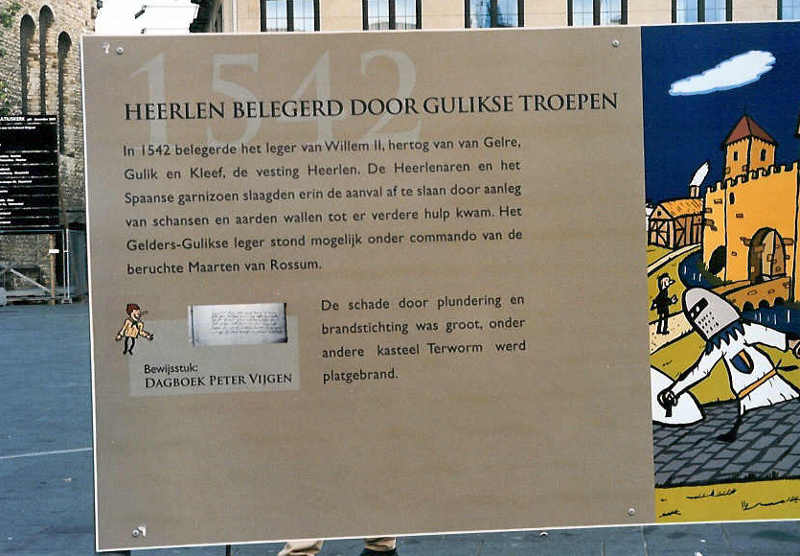 1542
HEERLEN BELEGERD DOOR GULIKSE TROEPEN
In 1542 belegerde het leger van Willem II, hertog van van Gelre,
Gulik en Kleef, de vesting Heerlen. De Heerlenaren en het
Spaanse garnizoen slaagden erin de aanval af te slaan door aanleg
van schansen en aarden wallen tot er verdere hulp kwam. Het
Gelders-Gulikse leger stond mogelijk onder commando van de
beruchte Maarten van Rossum.
De schade door plundering en
brandstichting was groot, onder
andere kasteel Terworm werd
platgebrand.
Bewijsstuk:
DAGBOEK PETER VIJGEN